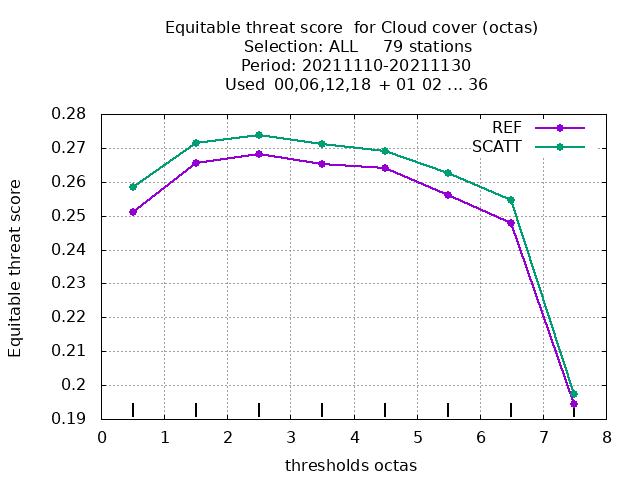 Equitable threat score  for Cloud cover (octas)
Selection: ALL     79 stations
Period: 20211110-20211130
Used  00,06,12,18  + 01 02 ... 36
REF
SCATT
0.28
0.27
0.26
0.25
0.24
0.23
0.22
0.21
0.2
0.19
Equitable threat score
0 1 2 3 4 5 6 7 8
thresholds octas